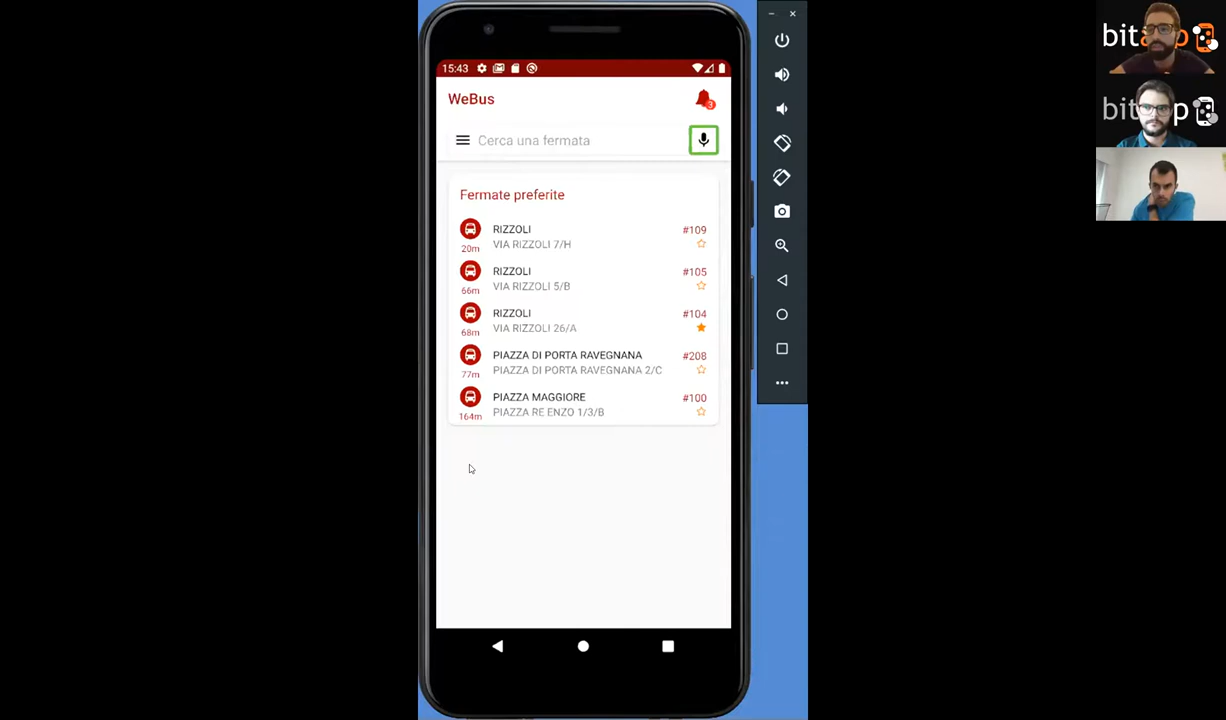 15:43
WeBus
3
Cerca una fermata
Fermate preferite
RIZZOLI
#109
20m
VIA RIZZOLI 7/H
RIZZOLI
#105
66m
VIA RIZZOLI 5/B
RIZZOLI
#104
68m
VIA RIZZOLI 26/A
PIAZZA DI PORTA RAVEGNANA
#208
77m
PIAZZA DI PORTA RAVEGNANA 2/C
PIAZZA MAGGIORE
#100
164m
PIAZZA RE ENZO 1/3/B